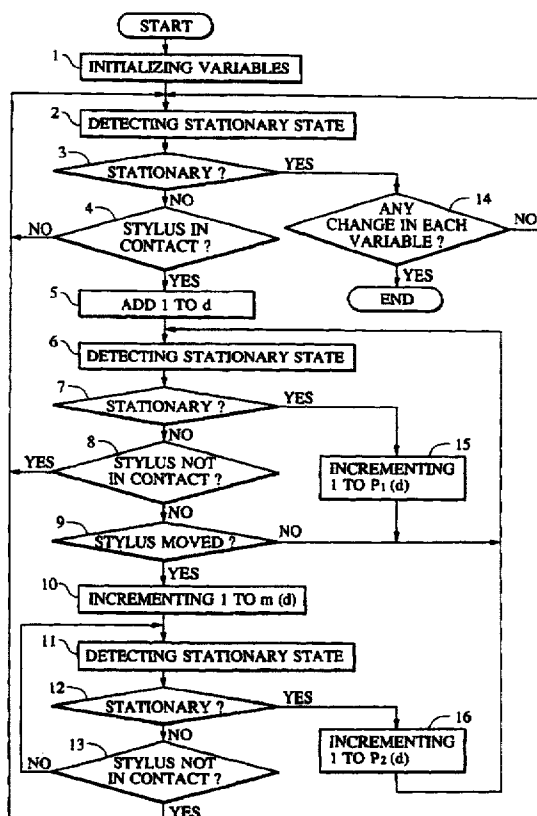 START
1
INITIALIZING VARIABLES
2
DETECTING STATIONARY STATE
3
STATIONARY ?
YES
NO
4
STYLUS IN
CONTACT ?
NO
YES
14
ANY
CHANGE IN EACH
VARIABLE ?
NO
YES
END
5
ADD 1 TO d
6
DETECTING STATIONARY STATE
7
STATIONARY ?
YES
NO
8
STYLUS NOT
IN CONTACT ?
YES
NO
15
INCREMENTING
1 TO P1 (d)
9
STYLUS MOVED ?
NO
YES
10
INCREMENTING 1 TO m (d)
11
DETECTING STATIONARY STATE
12
STATIONARY ?
YES
NO
13
STYLUS NOT
IN CONTACT ?
NO
YES
16
INCREMENTING
1 TO P2 (d)